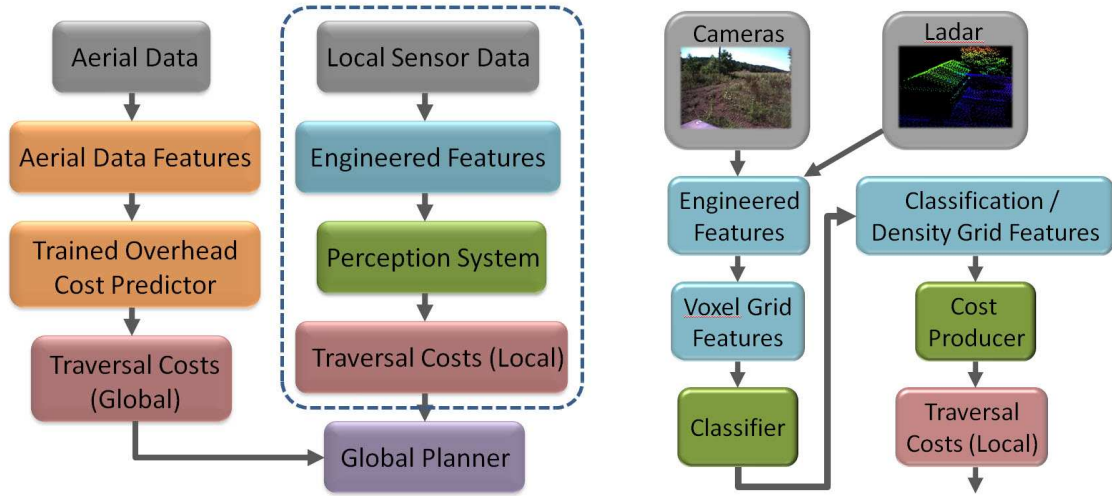 Aerial Data
Aerial Data Features
Trained Overhead
Cost Predictor
Traversal Costs
(Global)
Local Sensor Data
Engineered Features
Perception System
Traversal Costs (Local)
Global Planner
Cameras
Ladar
Engineered
Features
Voxel Grid
Features
Classifier
Classification /
Density Grid Features
Cost
Producer
Traversal
Costs (Local)